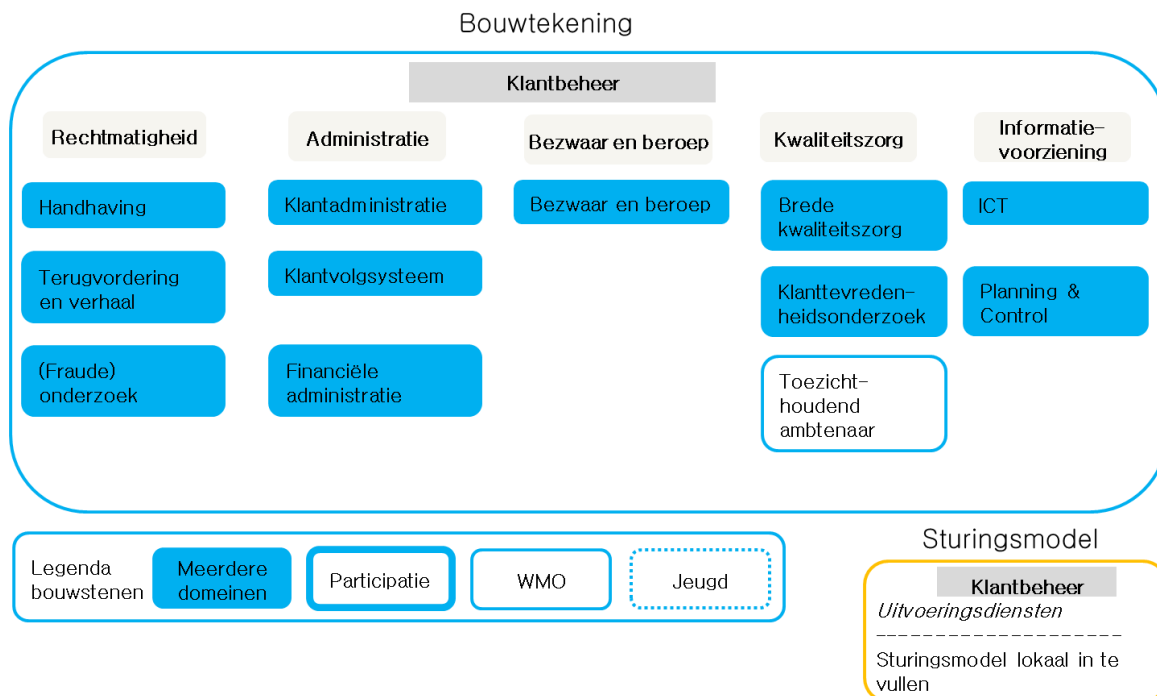 Bouwtekening
Klantbeheer
Rechtmatigheid
Administratie
Bezwaar en beroep
Kwaliteitszorg
Informatie-
voorziening
Handhaving
Klantadministratie
Bezwaar en beroep
Brede
kwaliteitszorg
ICT
Terugvordering
en verhaal
Klantvolgsysteem
Klanttevreden-
heidsonderzoek
Planning &
Control
(Fraude)
onderzoek
Financiële
administratie
Toezicht-
houdend
ambtenaar
Legenda
bouwstenen
Meerdere
domeinen
Participatie
WMO
Jeugd
Sturingsmodel
Klantbeheer
Uitvoeringsdiensten
----------------------
Sturingsmodel lokaal in te
vullen